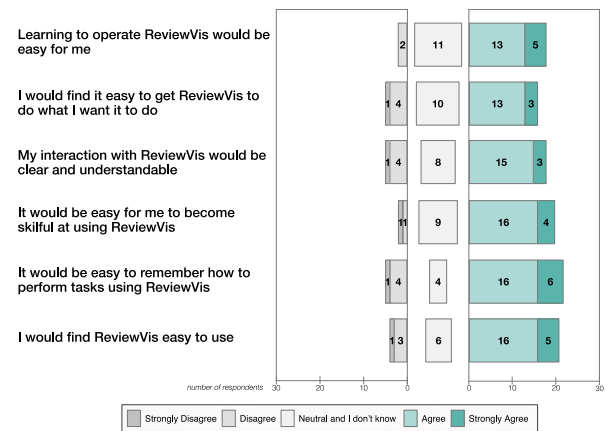 Learning to operate ReviewVis would be
easy for me
2 11 13 5
I would find it easy to get ReviewVis to
do what I want it to do
1 4 10 13 3
My interaction with ReviewVis would be
clear and understandable
1 4 8 15 3
It would be easy for me to become
skilful at using ReviewVis
1 1 9 16 4
It would be easy to remember how to
perform tasks using ReviewVis
1 4 4 16 6
I would find ReviewVis easy to use
1 3 6 16 5
number of respondents 30 20 10 0 0 10 20 30
Strongly Disagree Disagree Neutral and I don't know Agree Strongly Agree